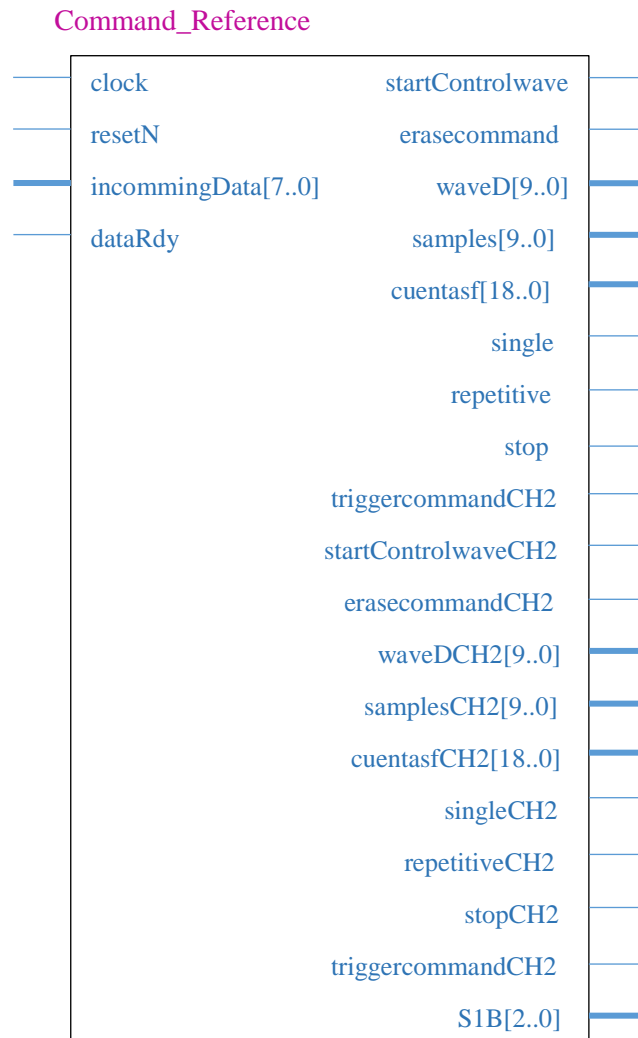 Command_Reference
clock startControlwave
resetN erasecommand
incommingData[7..0] waveD[9..0]
dataRdy samples[9..0]
cuentasf[18..0]
single
repetitive
stop
triggercommandCH2
startControlwaveCH2
erasecommandCH2
waveDCH2[9..0]
samplesCH2[9..0]
cuentasfCH2[18..0]
singleCH2
repetitiveCH2
stopCH2
triggercommandCH2
S1B[2..0]